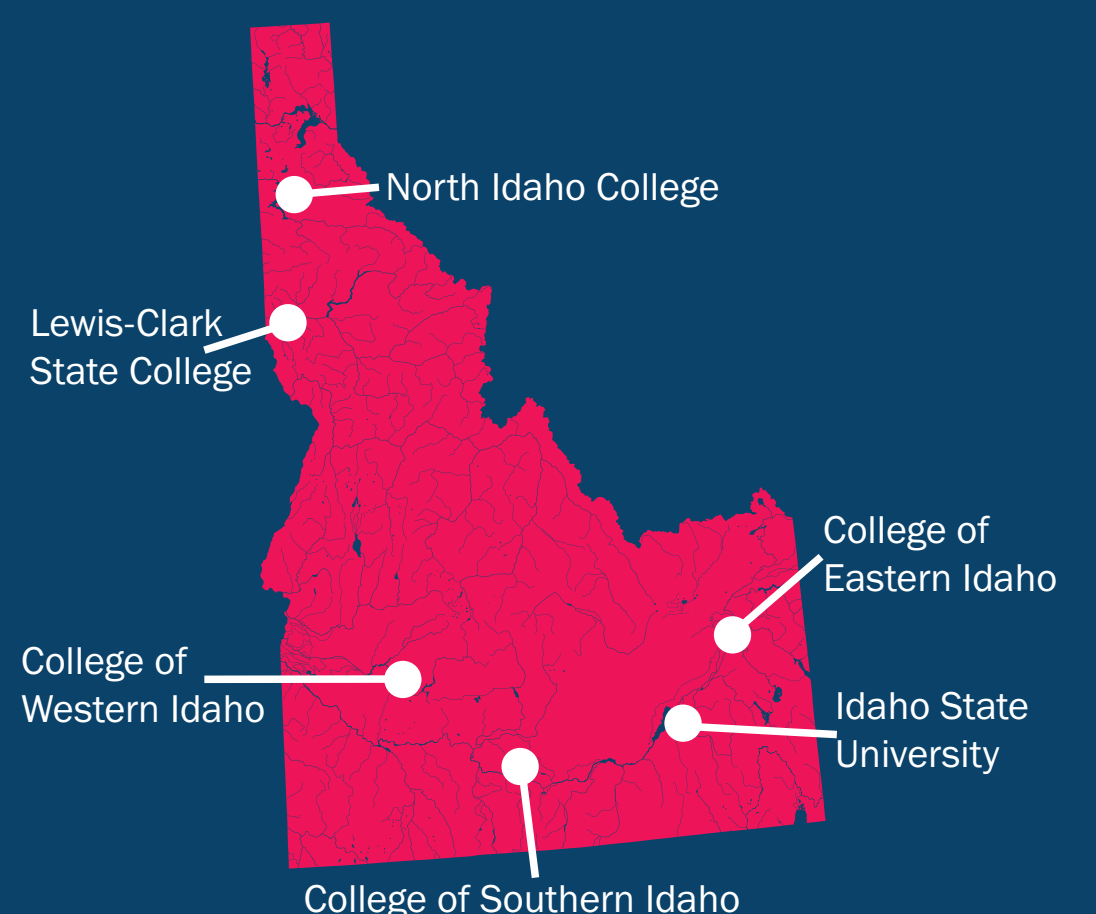 North Idaho College
Lewis-Clark
State College
College of
Eastern Idaho
College of
Western Idaho
Idaho State
University
College of Southern Idaho